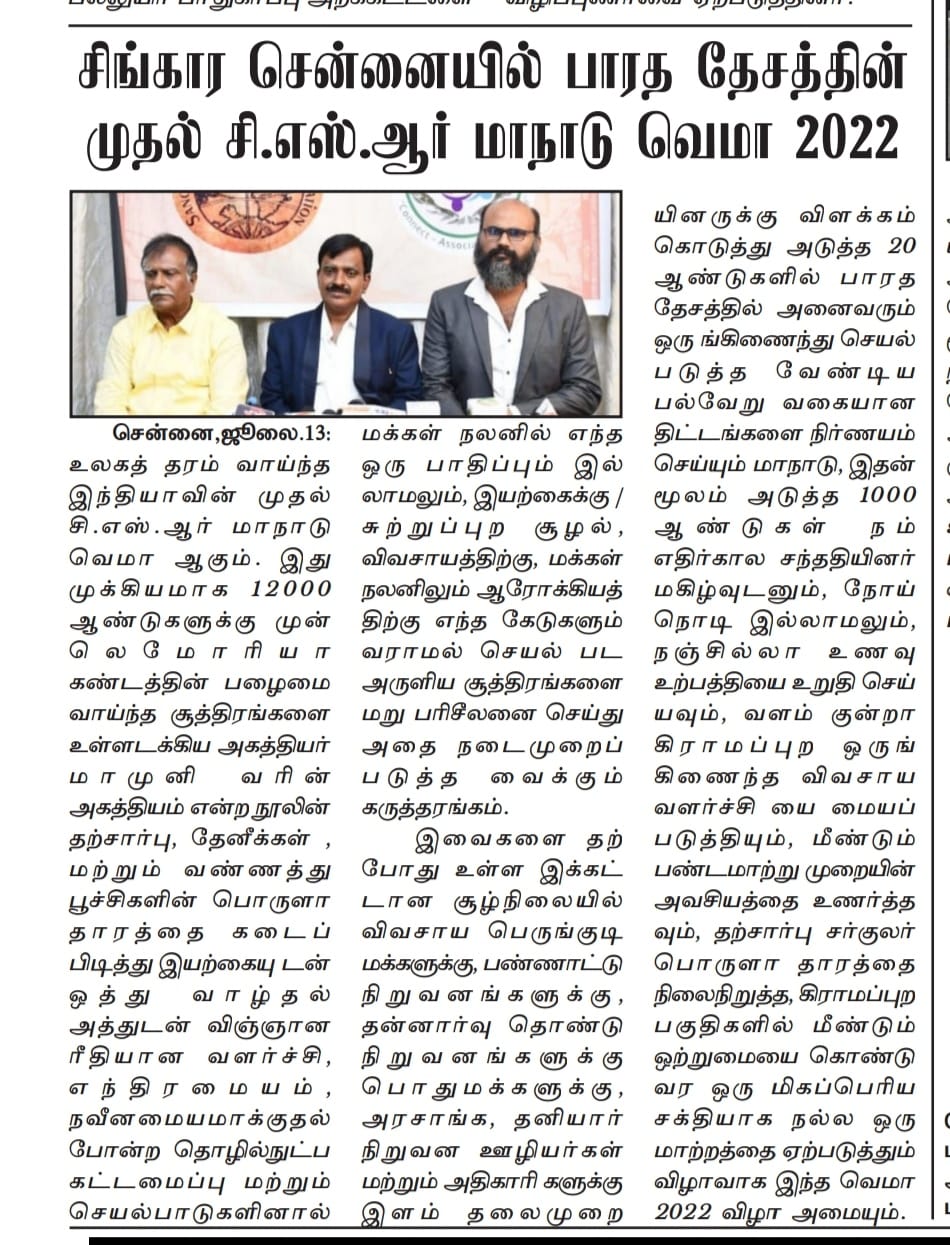 சிங்கார சென்னையில் பாரத தேசத்தின்
முதல் சி.எஸ்.ஆர் மாநாடு வெமா 2022
Connect - Associa
சென்னை,ஜூலை.13:
உலகத் தரம் வாய்ந்த
இந்தியாவின் முதல்
சி.எஸ்.ஆர் மாநாடு
வெமா ஆகும். இது
முக்கியமாக 12000
ஆண்டுகளுக்கு முன்
லெமோரியா
கண்டத்தின் பழைமை
வாய்ந்த சூத்திரங்களை
உள்ளடக்கிய அகத்தியர்
மாமுனி வரின்
அகத்தியம் என்ற நூலின்
தற்சார்பு, தேனீக்கள் ,
மற்றும் வண்ணத்து
பூச்சிகளின் பொருளா
தாரத்தை கடைப்
பிடித்து இயற்கையு டன்
ஒத்து வாழ்தல்
அத்துடன் விஞ்ஞான
ரீதியான வளர்ச்சி,
எந்திரமையம்,
நவீனமையமாக்குதல்
போன்ற தொழில்நுட்ப
கட்டமைப்பு மற்றும்
செயல்பாடுகளினால்
மக்கள் நலனில் எந்த
ஒரு பாதிப்பும் இல்
லாமலும், இயற்கைக்கு /
சுற்றுப்புற சூழல்,
விவசாயத்திற்கு, மக்கள்
நலனிலும் ஆரோக்கியத்
திற்கு எந்த கேடுகளும்
வராமல் செயல் பட
அருளிய சூத்திரங்களை
மறு பரிசீலனை செய்து
அதை நடைமுறைப்
படுத்த வைக்கும்
கருத்தரங்கம்.
இவைகளை தற்
போது உள்ள இக்கட்
டான சூழ்நிலையில்
விவசாய பெருங்குடி
மக்களுக்கு, பண்ணாட்டு
நிறுவனங்களுக்கு,
தன்னார்வு தொண்டு
நிறுவனங்களுக்கு
பொதுமக்களுக்கு,
அரசாங்க, தனியார்
நிறுவன ஊழியர்கள்
மற்றும் அதிகாரி களுக்கு
இளம் தலைமுறை
யினருக்கு விளக்கம்
கொடுத்து அடுத்த 20
ஆண்டுகளில் பாரத
தேசத்தில் அனைவரும்
ஒரு ங்கிணைந்து செயல்
படுத்த வேண்டிய
பல்வேறு வகையான
திட்டங்களை நிர்ணயம்
செய்யும் மாநாடு, இதன்
மூலம் அடுத்த 1000
ஆண்டுகள் நம்
எதிர்கால சந்ததியினர்
மகிழ்வுடனும், நோய்
நொடி இல்லாமலும்,
நஞ்சில்லா உணவு
உற்பத்தியை உறுதி செய்
யவும், வளம் குன்றா
கிராமப்புற ஒருங்
கிணைந்த விவசாய
வளர்ச்சி யை மையப்
படுத்தியும், மீண்டும்
பண்டமாற்று முறையின்
அவசியத்தை உணர்த்த
வும், தற்சார்பு சர்குலர்
பொருளா தாரத்தை
நிலைநிறுத்த, கிராமப்புற
பகுதிகளில் மீண்டும்
ஒற்றுமையை கொண்டு
வர ஒரு மிகப்பெரிய
சக்தியாக நல்ல ஒரு
மாற்றத்தை ஏற்படுத்தும்
விழாவாக இந்த வெமா
2022 விழா அமையும்.